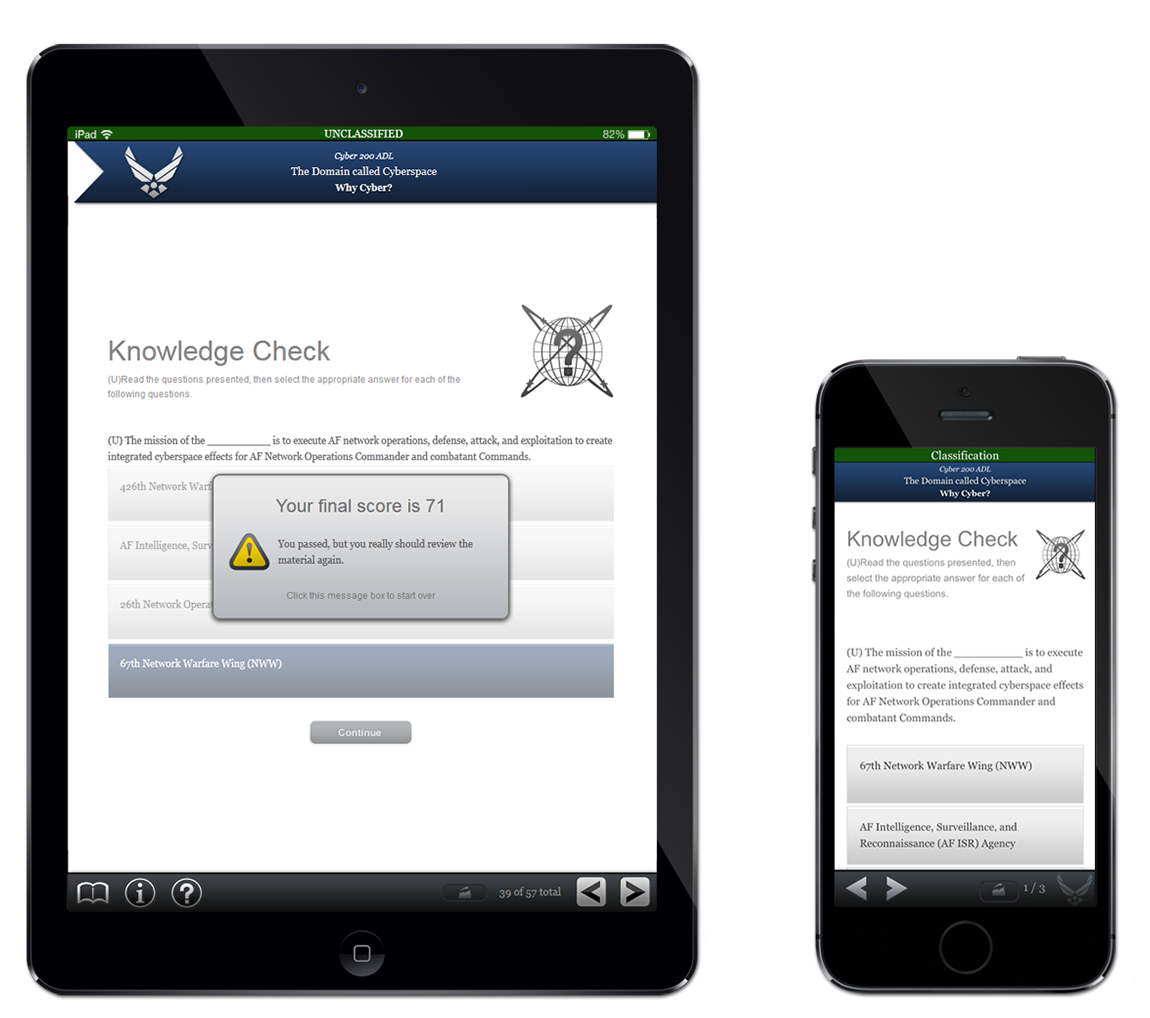 iPad
UNCLASSIFIED
82%
Cyber 200 ADL
The Domain called Cyberspace
Why Cyber?
Knowledge Check
(U)Read the questions presented, then select the appropriate answer for each of the
following questions.
(U) The mission of the ____________ is to execute AF network operations, defense, attack, and exploitation to create
integrated cyberspace effects for AF Network Operations Commander and combatant Commands.
426th Network Warf
AF Intelligence, Surv
26th Network Opera
Your final score is 71
You passed, but you really should review the
material again.
Click this message box to start over
67th Network Warfare Wing (NWW)
Continue
39 of 57 total
Classification
Cyber 200 ADL
The Domain called Cyberspace
Why Cyber?
Knowledge Check
(U)Read the questions presented, then
select the appropriate answer for each of
the following questions.
(U) The mission of the ____________ is to execute
AF network operations, defense, attack, and
exploitation to create integrated cyberspace effects
for AF Network Operations Commander and
combatant Commands.
67th Network Warfare Wing (NWW)
AF Intelligence, Surveillance, and
Reconnaissance (AF ISR) Agency
1 / 3